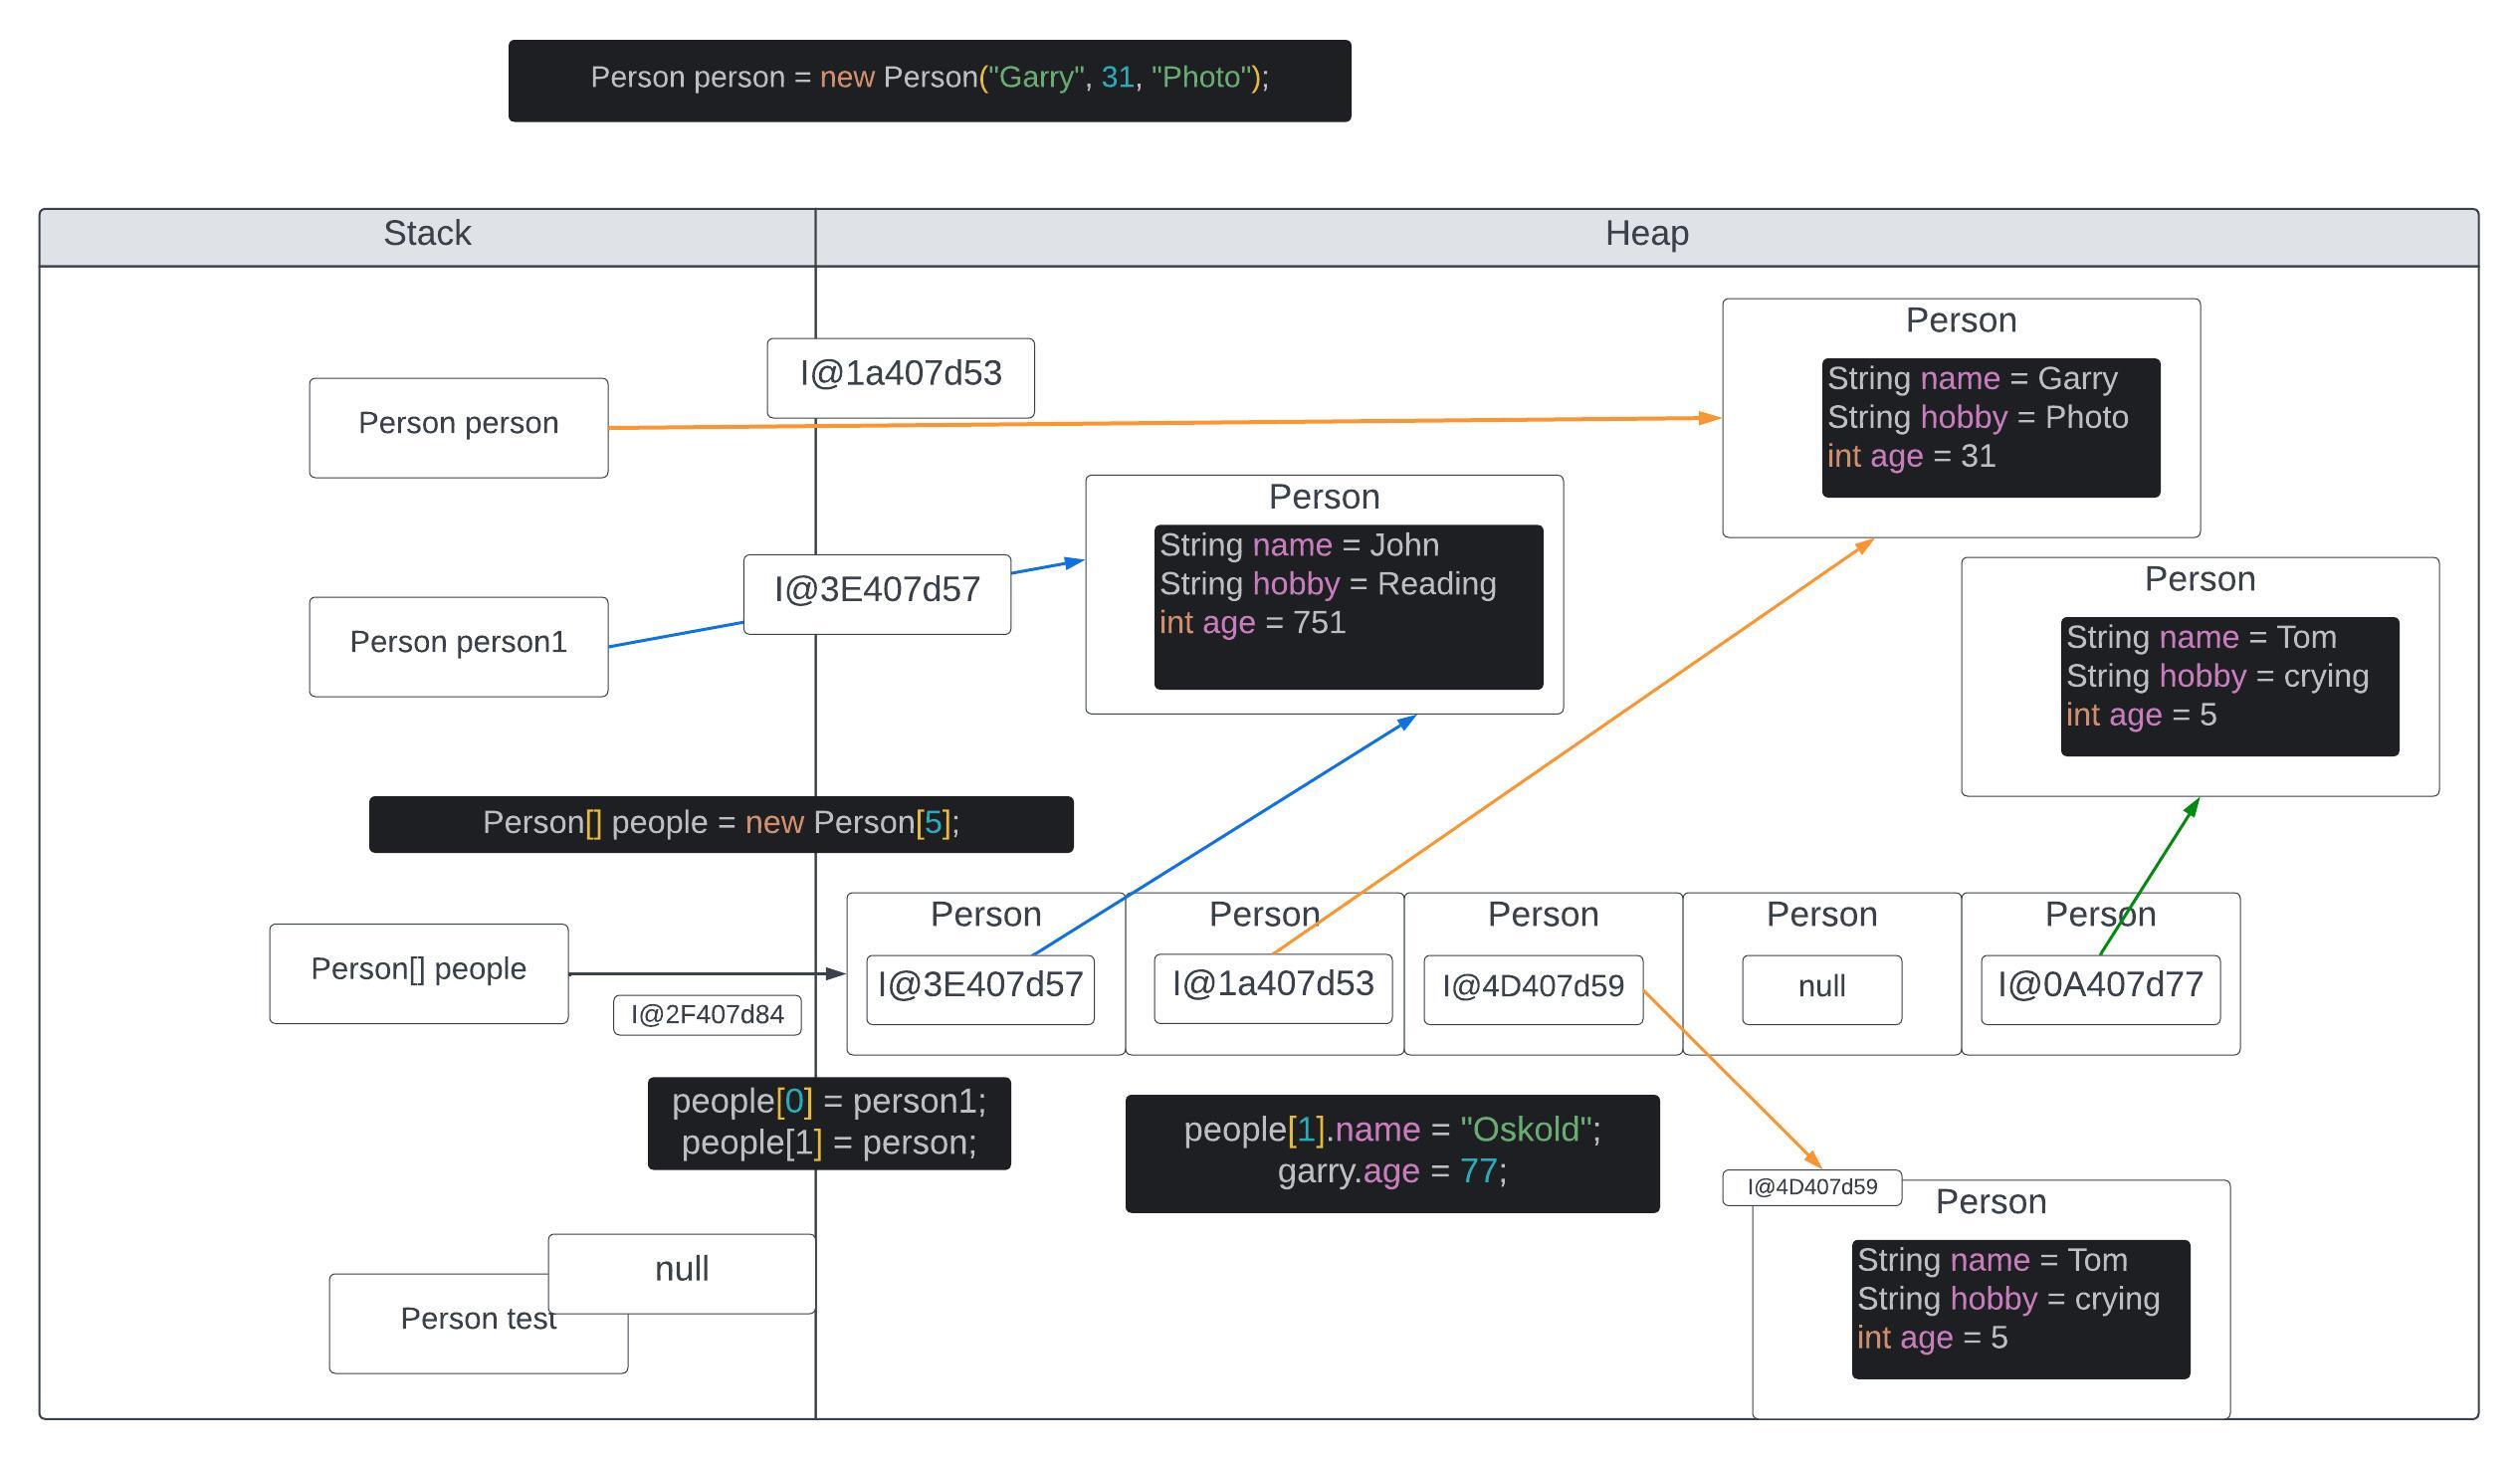 Person person = new Person("Garry", 31, "Photo");
Stack
Heap
Person
I@1a407d53
String name = Garry
String hobby = Photo
int age = 31
Person person
Person
String name = John
String hobby = Reading
int age = 751
I@3E407d57
Person person1
Person
String name = Tom
String hobby = crying
int age = 5
Person[] people = new Person[5];
Person
Person
Person
Person
Person
Person[] people
I@3E407d57
I@1a407d53
I@4D407d59
null
I@0A407d77
I@2F407d84
people[0] = person1;
people[1] = person;
people[1].name = "Oskold";
garry.age = 77;
I@4D407d59
Person
null
Person test
String name = Tom
String hobby = crying
int age = 5